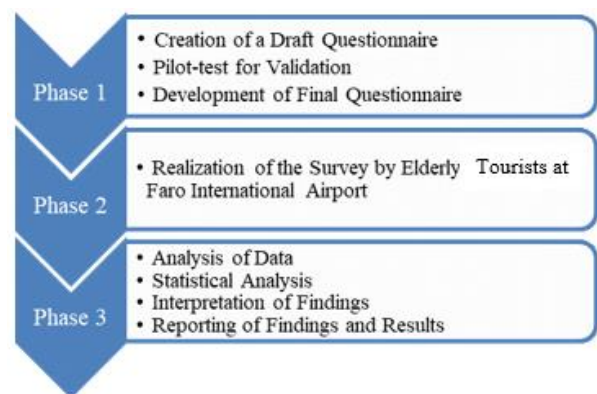 Phase 1
• Creation of a Draft Questionnaire
• Pilot-test for Validation
• Development of Final Questionnaire
Phase 2
• Realization of the Survey by Elderly Tourists at
Faro International Airport
Phase 3
• Analysis of Data
• Statistical Analysis
• Interpretation of Findings
• Reporting of Findings and Results